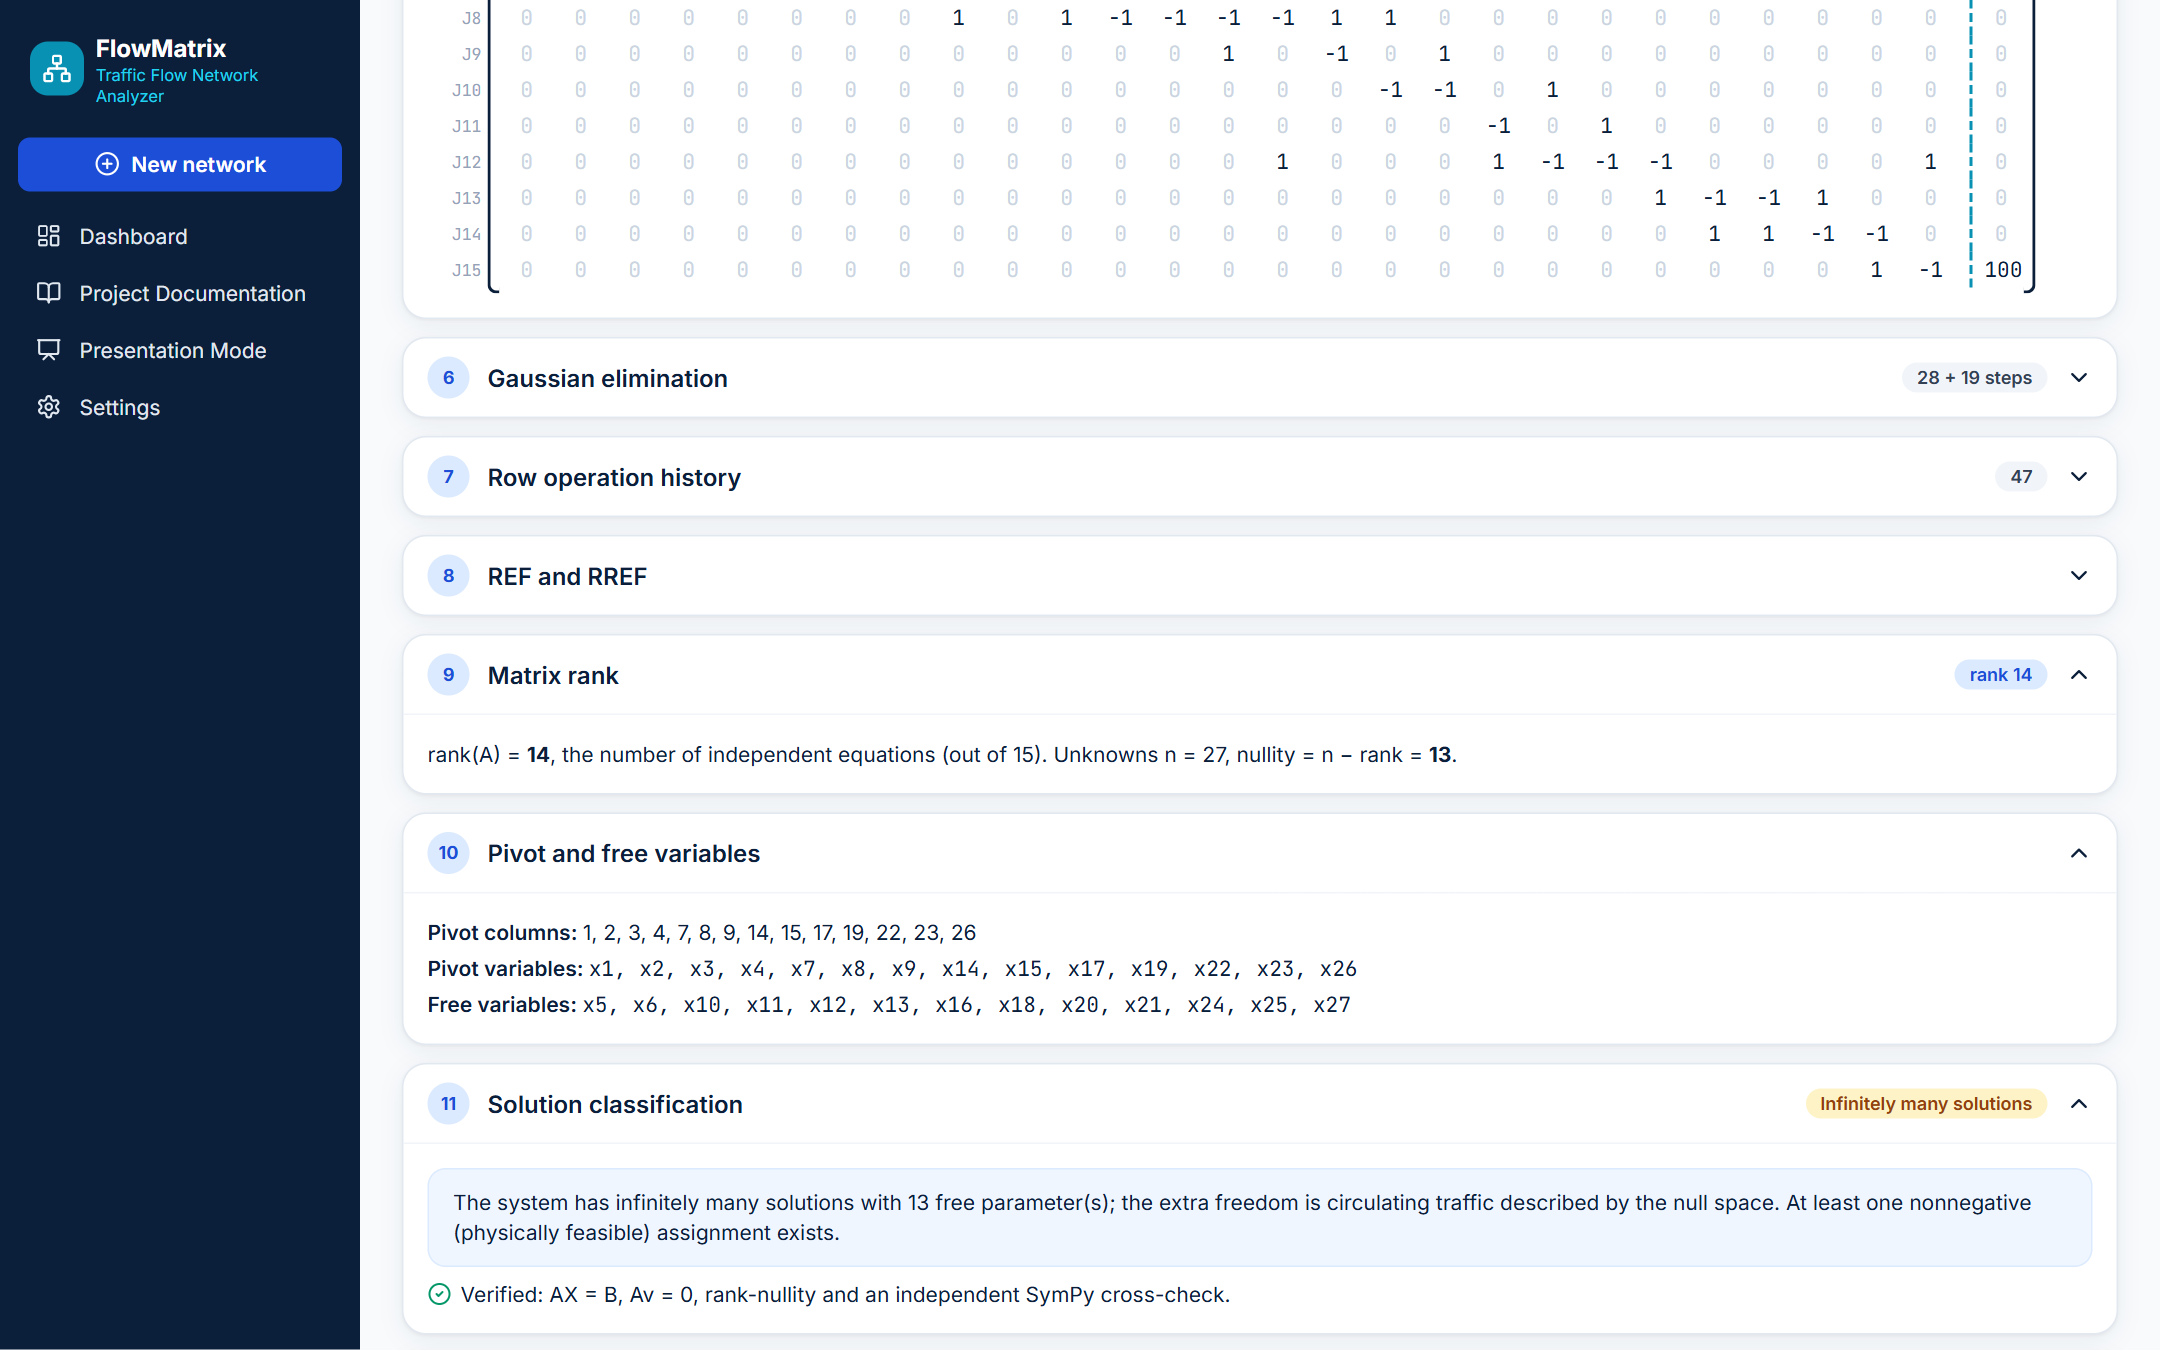 FlowMatrix
Traffic Flow Network
Analyzer
New network
Dashboard
Project Documentation
Presentation Mode
Settings
J8 0 0 0 0 0 0 0 0 1 0 1 -1 -1 -1 -1 1 1 0 0 0 0 0 0 0 0 0 0 0
J9 0 0 0 0 0 0 0 0 0 0 0 0 0 1 0 -1 0 1 0 0 0 0 0 0 0 0 0 0
J10 0 0 0 0 0 0 0 0 0 0 0 0 0 0 0 0 -1 -1 0 1 0 0 0 0 0 0 0 0
J11 0 0 0 0 0 0 0 0 0 0 0 0 0 0 0 0 0 0 -1 0 1 0 0 0 0 0 0 0
J12 0 0 0 0 0 0 0 0 0 0 0 0 0 0 1 0 0 0 1 -1 -1 -1 0 0 0 0 1 0
J13 0 0 0 0 0 0 0 0 0 0 0 0 0 0 0 0 0 0 0 0 0 1 -1 -1 1 0 0 0
J14 0 0 0 0 0 0 0 0 0 0 0 0 0 0 0 0 0 0 0 0 0 0 1 1 -1 -1 0 0
J15 0 0 0 0 0 0 0 0 0 0 0 0 0 0 0 0 0 0 0 0 0 0 0 0 0 1 -1 100
6 Gaussian elimination 28 + 19 steps
7 Row operation history 47
8 REF and RREF
9 Matrix rank rank 14
rank(A) = 14, the number of independent equations (out of 15). Unknowns n = 27, nullity = n − rank = 13.
10 Pivot and free variables
Pivot columns: 1, 2, 3, 4, 7, 8, 9, 14, 15, 17, 19, 22, 23, 26
Pivot variables: x1, x2, x3, x4, x7, x8, x9, x14, x15, x17, x19, x22, x23, x26
Free variables: x5, x6, x10, x11, x12, x13, x16, x18, x20, x21, x24, x25, x27
11 Solution classification Infinitely many solutions
The system has infinitely many solutions with 13 free parameter(s); the extra freedom is circulating traffic described by the null space. At least one nonnegative
(physically feasible) assignment exists.
Verified: AX = B, Av = 0, rank-nullity and an independent SymPy cross-check.